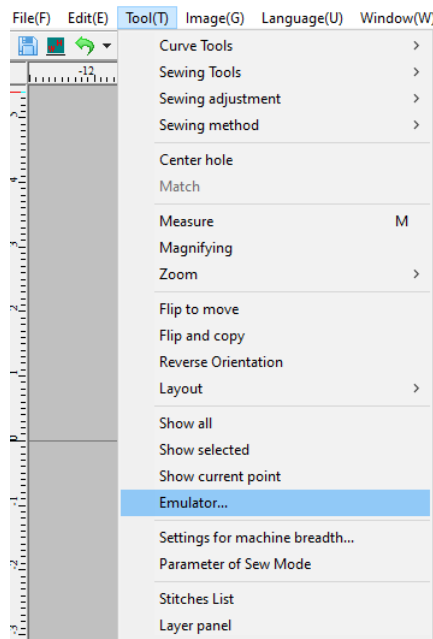 File(F) Edit(E) Tool(T) Image(G) Language(U) Window(W)
-12
Curve Tools
Sewing Tools
Sewing adjustment
Sewing method
Center hole
Match
Measure M
Magnifying
Zoom
Flip to move
Flip and copy
Reverse Orientation
Layout
Show all
Show selected
Show current point
Emulator...
Settings for machine breadth...
Parameter of Sew Mode
Stitches List
Layer panel